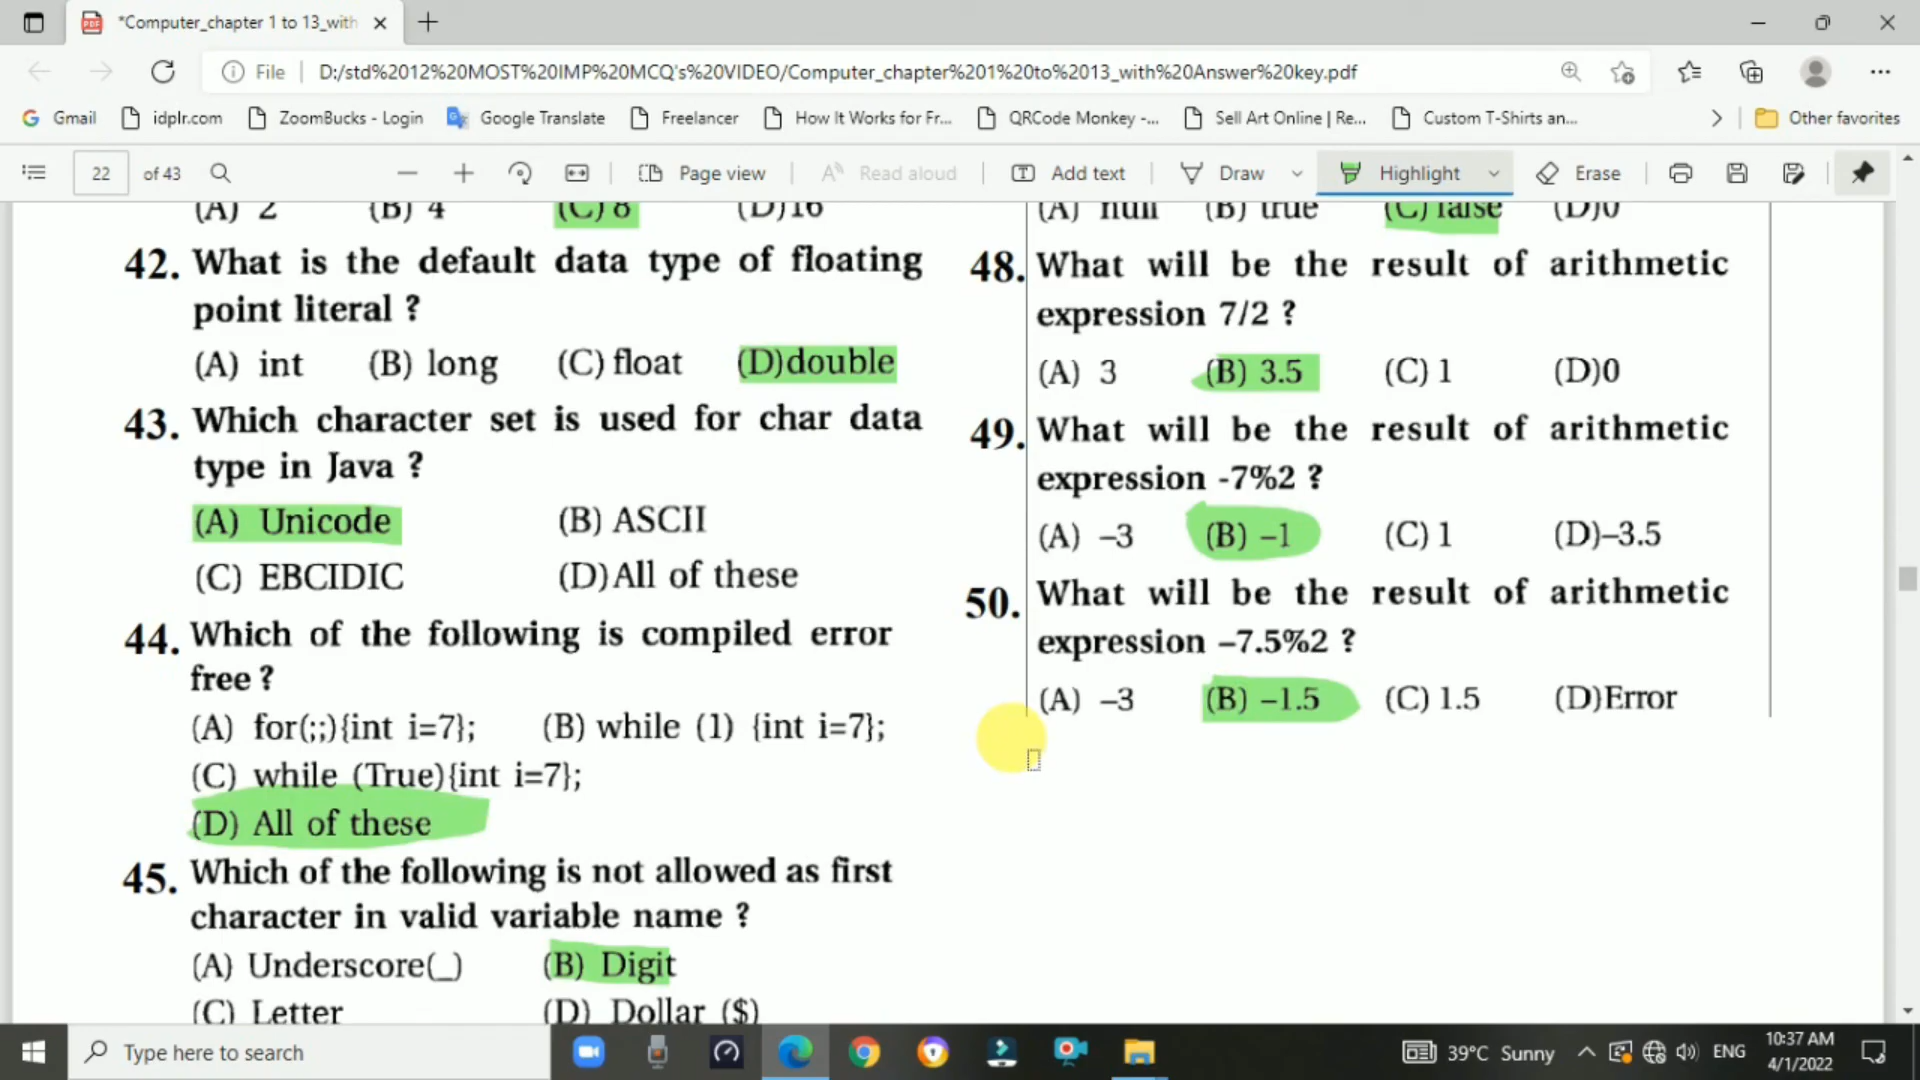 *Computer_chapter 1 to 13_with
File
D:/std%2012%20MOST%20IMP%20MCQ's%20VIDEO/Computer_chapter%201%20to%2013_with%20Answer%20key.pdf
Gmail idplr.com ZoomBucks - Login Google Translate Freelancer How It Works for Fr... QRCode Monkey -... Sell Art Online | Re... Custom T-Shirts an... Other favorites
22 of 43 Page view Read aloud Add text Draw Highlight Erase
(A) 2 (B) 4 (C) 8 (D)16
42. What is the default data type of floating
point literal ?
(A) int (B) long (C) float (D)double
43. Which character set is used for char data
type in Java ?
(A) Unicode (B) ASCII
(C) EBCIDIC (D)All of these
44. Which of the following is compiled error
free ?
(A) for(;;){int i=7}; (B) while (1) {int i=7};
(C) while (True){int i=7};
(D) All of these
45. Which of the following is not allowed as first
character in valid variable name ?
(A) Underscore(_) (B) Digit
(C) Letter (D) Dollar ($)
(A) null (B) true (C) false (D)0
48. What will be the result of arithmetic
expression 7/2 ?
(A) 3 (B) 3.5 (C) 1 (D)0
49. What will be the result of arithmetic
expression -7%2 ?
(A) –3 (B) –1 (C) 1 (D)–3.5
50. What will be the result of arithmetic
expression –7.5%2 ?
(A) –3 (B) –1.5 (C) 1.5 (D)Error
Type here to search
39°C Sunny
ENG
10:37 AM
4/1/2022